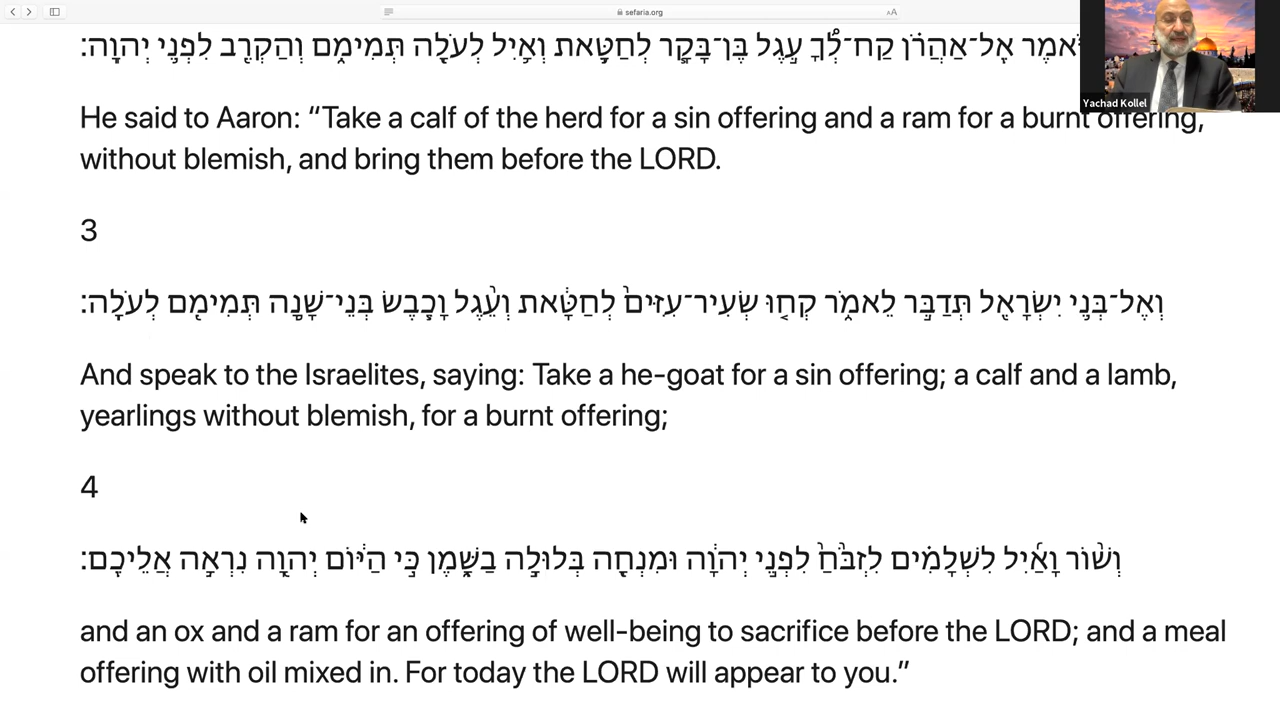 sefaria.org
AA
אמֶר אֶֽל־אַהֲרֹ֗ן קַח־לְ֠ךָ עֵ֣גֶל בֶּן־בָּקָ֧ר לְחַטָּ֛את וְאַ֥יִל לְעֹלָ֖ה תְּמִימִ֑ם וְהַקְרֵ֖ב לִפְנֵ֥י יְהוָֽה׃
Yachad Kollel
He said to Aaron: “Take a calf of the herd for a sin offering and a ram for a burnt offering,
without blemish, and bring them before the LORD.
3
וְאֶל־בְּנֵ֥י יִשְׂרָאֵ֖ל תְּדַבֵּ֣ר לֵאמֹ֑ר קְח֤וּ שְׂעִיר־עִזִּים֙ לְחַטָּ֔את וְעֵ֨גֶל וָכֶ֧בֶשׂ בְּנֵי־שָׁנָ֛ה תְּמִימִ֖ם לְעֹלָֽה׃
And speak to the Israelites, saying: Take a he-goat for a sin offering; a calf and a lamb,
yearlings without blemish, for a burnt offering;
4
וְשׁ֨וֹר וָאַ֜יִל לִשְׁלָמִ֗ים לִזְבֹּ֙חַ֙ לִפְנֵ֣י יְהֹוָ֔ה וּמִנְחָ֖ה בְּלוּלָ֣ה בַשָּׁ֑מֶן כִּ֣י הַיּ֔וֹם יְהוָ֖ה נִרְאָ֥ה אֲלֵיכֶֽם׃
and an ox and a ram for an offering of well-being to sacrifice before the LORD; and a meal
offering with oil mixed in. For today the LORD will appear to you.”